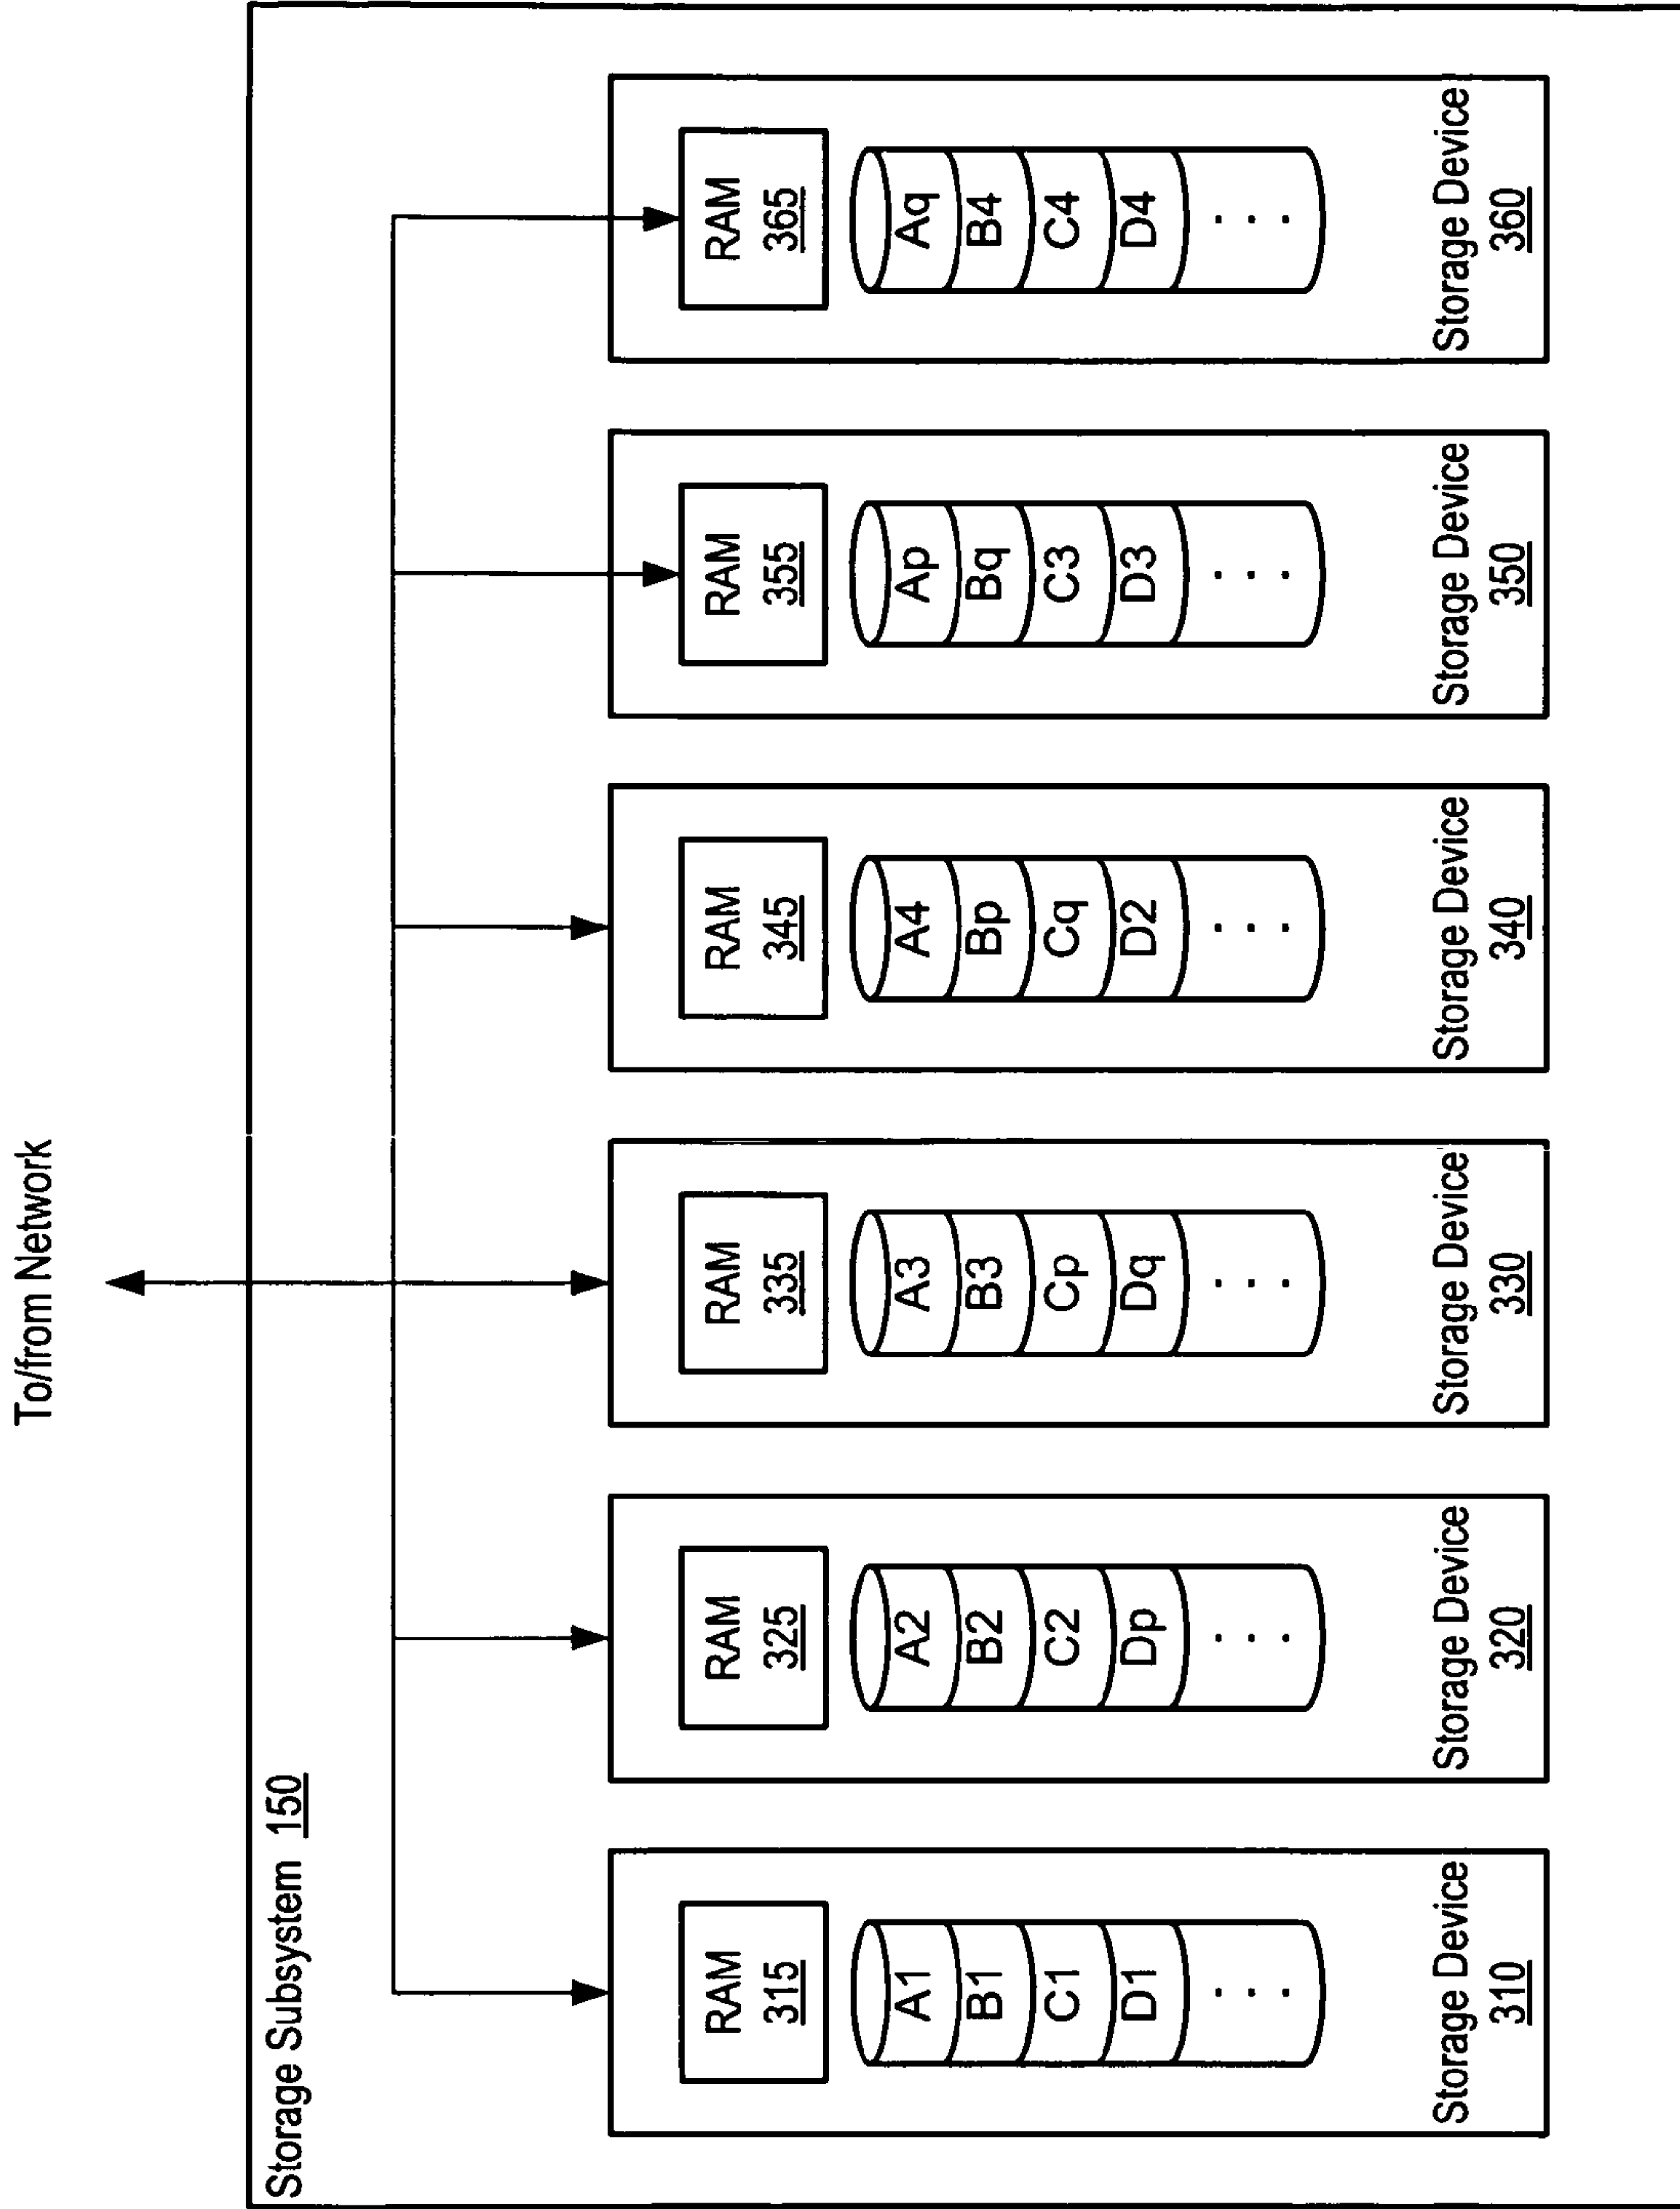 To/from Network
Storage Subsystem 150
RAM
315
A1
B1
C1
D1
. . .
Storage Device
310
RAM
325
A2
B2
C2
Dp
. . .
Storage Device
320
RAM
335
A3
B3
Cp
Dq
. . .
Storage Device
330
RAM
345
A4
Bp
Cq
D2
. . .
Storage Device
340
RAM
355
Ap
Bq
C3
D3
. . .
Storage Device
350
RAM
365
Aq
B4
C4
D4
. . .
Storage Device
360